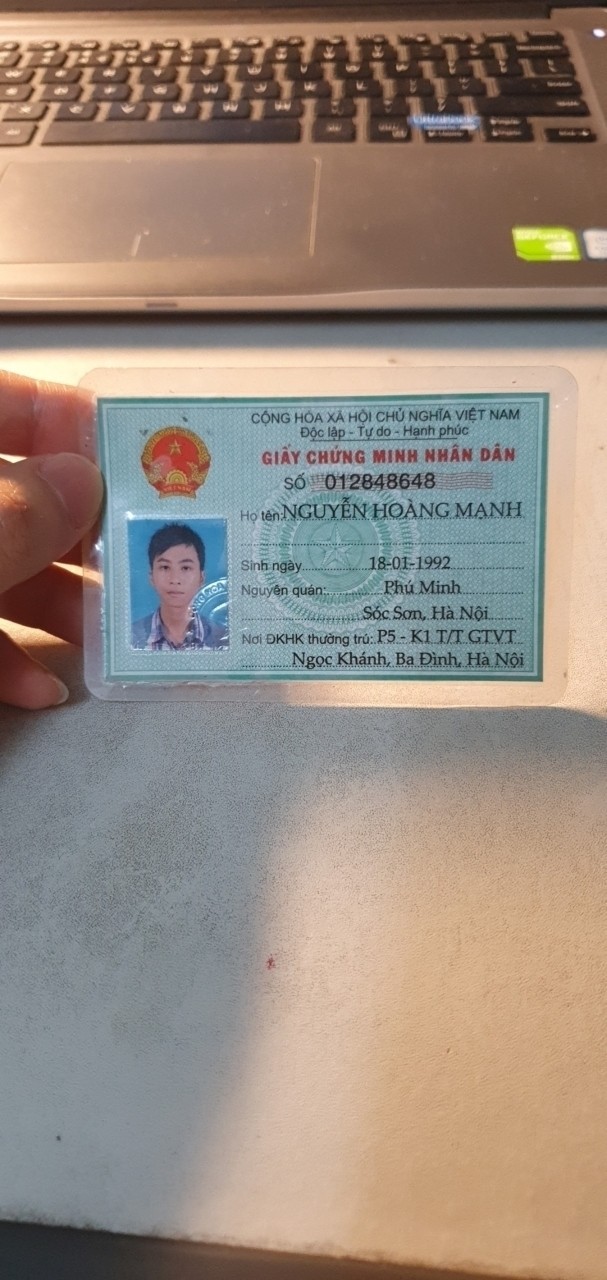 CỘNG HÒA XÃ HỘI CHỦ NGHĨA VIỆT NAM
Độc lập - Tự do - Hạnh phúc
GIẤY CHỨNG MINH NHÂN DÂN
SỐ 012848648
Họ tên: NGUYỄN HOÀNG MẠNH
Sinh ngày 18-01-1992
Nguyên quán: Phú Minh
Sóc Sơn, Hà Nội
Nơi ĐKHK thường trú: P5 - K1 T/T GTVT
Ngọc Khánh, Ba Đình, Hà Nội